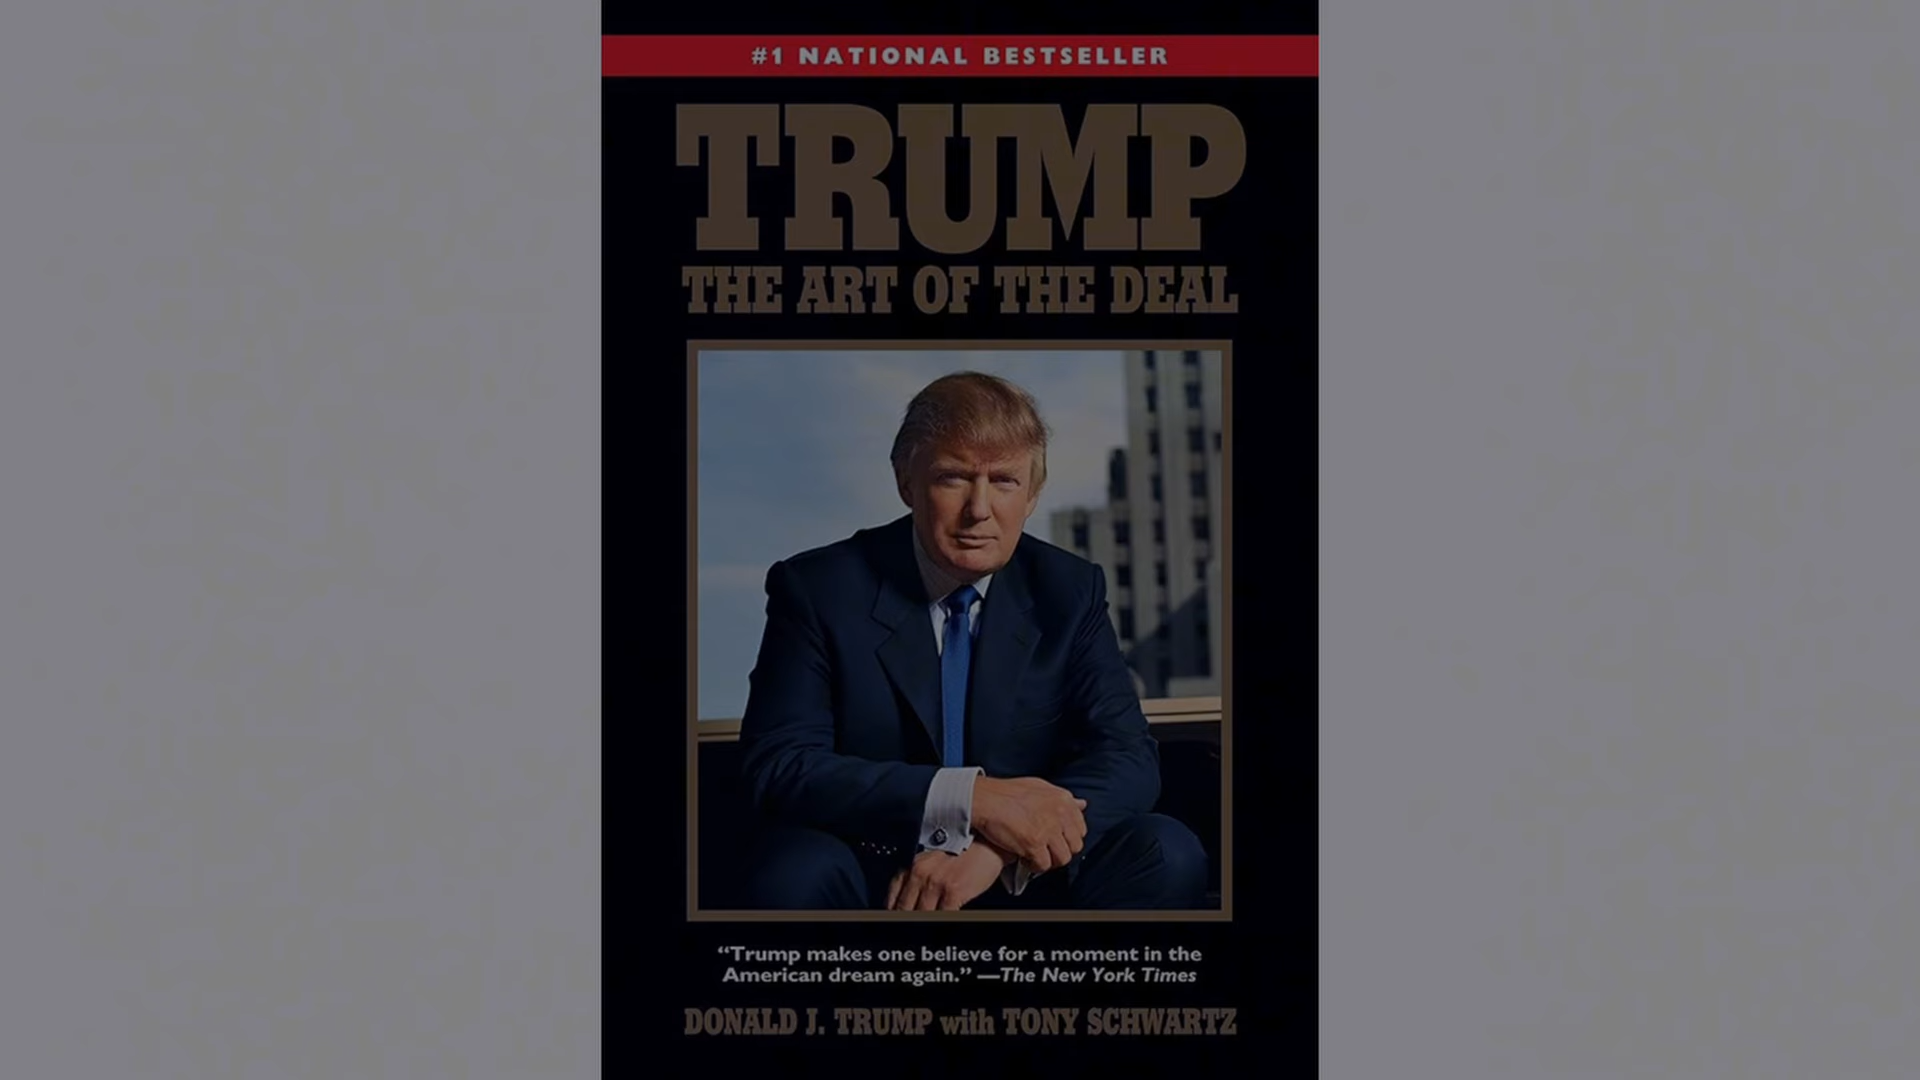 #1 NATIONAL BESTSELLER
TRUMP
THE ART OF THE DEAL
“Trump makes one believe for a moment in the
American dream again.” —The New York Times
DONALD J. TRUMP with TONY SCHWARTZ